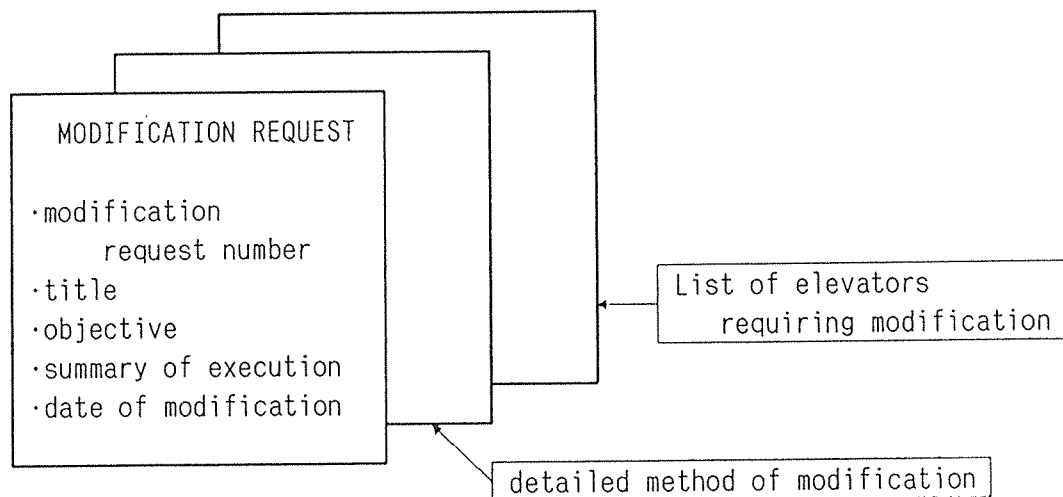 MODIFICATION REQUEST
·modification
request number
·title
·objective
·summary of execution
·date of modification
List of elevators
requiring modification
detailed method of modification